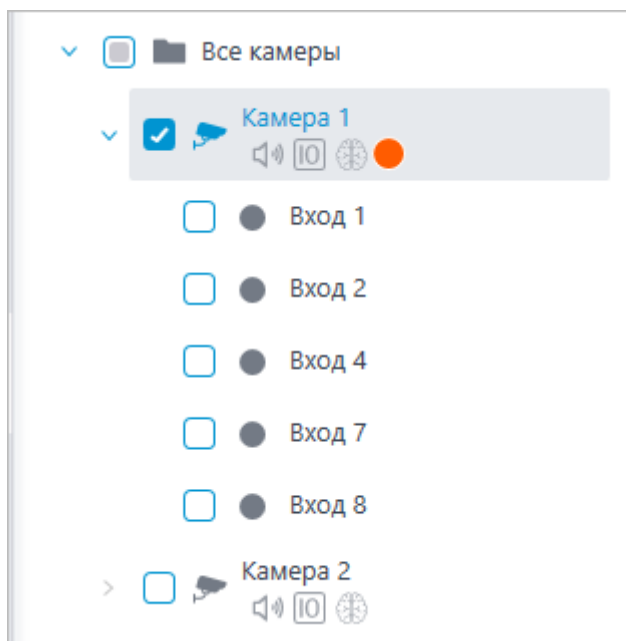 Все камеры
Камера 1
IO
Вход 1
Вход 2
Вход 4
Вход 7
Вход 8
Камера 2
IO